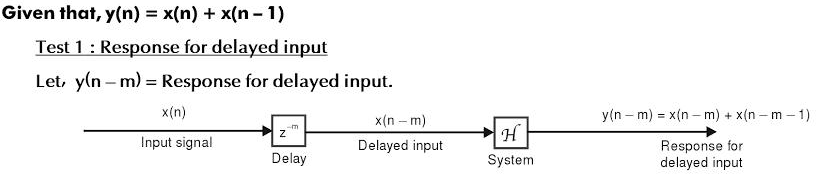 Given that, y(n) = x(n) + x(n – 1)
Test 1 : Response for delayed input
Let, y(n – m) = Response for delayed input.
x(n)
Input signal
z⁻ᵐ
Delay
x(n – m)
Delayed input
ℋ
System
y(n – m) = x(n – m) + x(n – m – 1)
Response for
delayed input